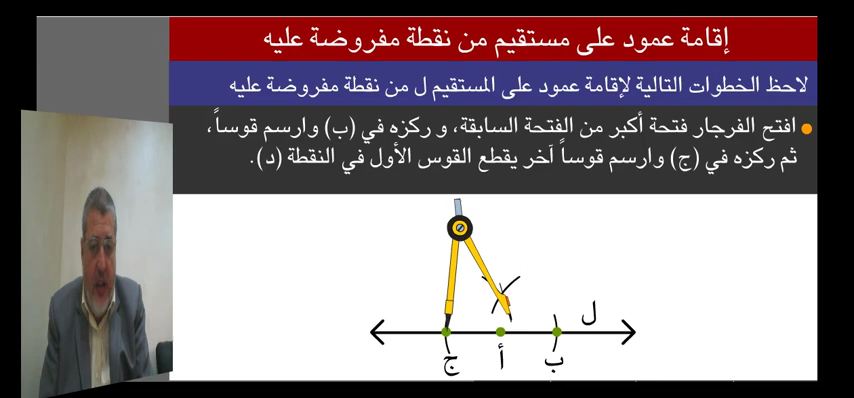 إقامة عمود على مستقيم من نقطة مفروضة عليه
لاحظ الخطوات التالية لإقامة عمود على المستقيم ل من نقطة مفروضة عليه
افتح الفرجار فتحة أكبر من الفتحة السابقة، و ركزه في (ب) وارسم قوساً،
ثم ركزه في (ج) وارسم قوساً آخر يقطع القوس الأول في النقطة (د).
ل
ب
أ
ج